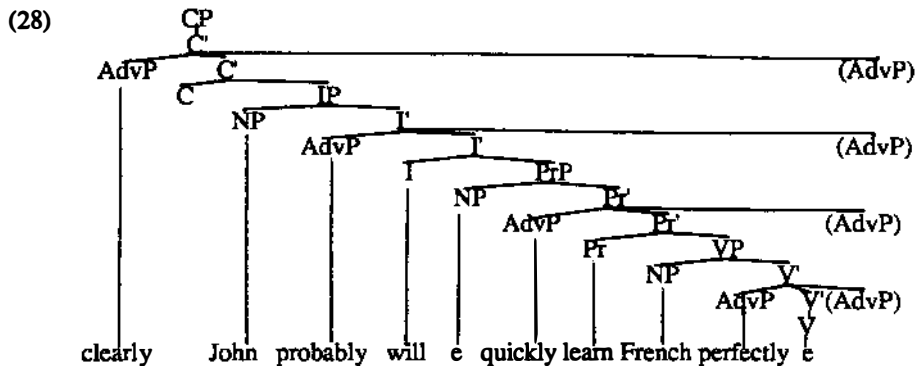 (28)
CP
C'
AdvP C' (AdvP)
C IP
NP I'
AdvP I' (AdvP)
I PrP
NP Pr'
AdvP Pr' (AdvP)
Pr VP
NP V'
AdvP V' (AdvP)
V
clearly John probably will e quickly learn French perfectly e